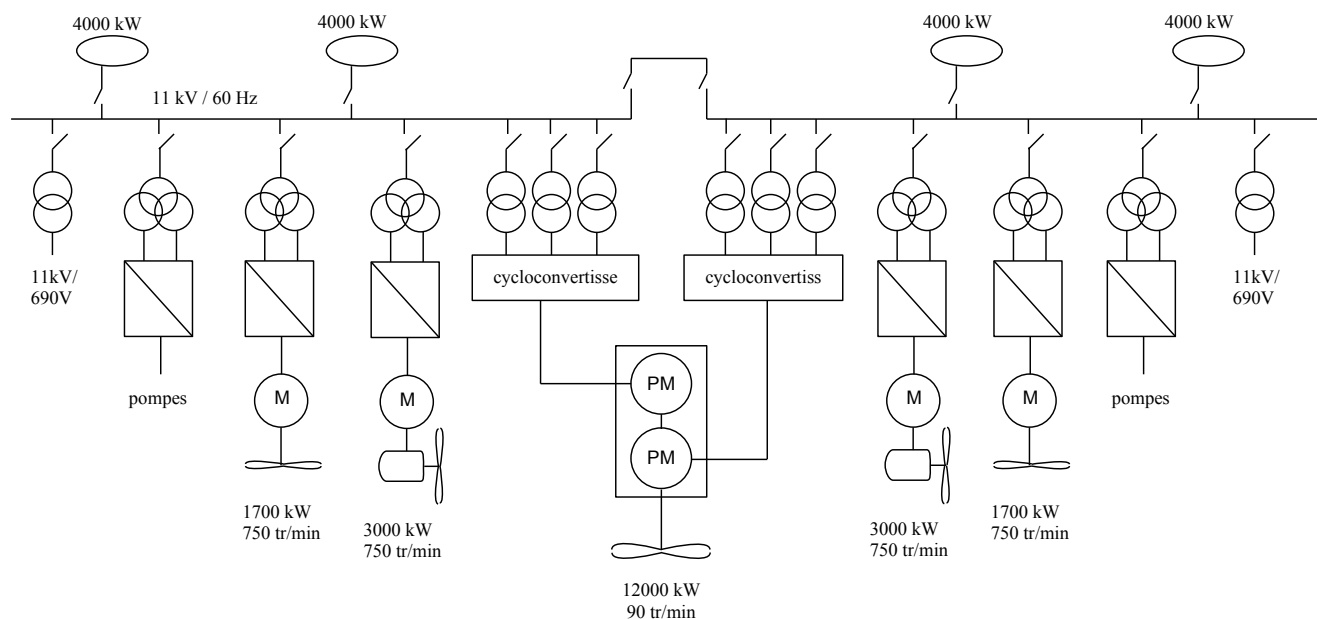 4000 kW
4000 kW
4000 kW
4000 kW
11 kV / 60 Hz
11kV/
690V
cycloconvertisse
cycloconvertiss
11kV/
690V
pompes
M
M
PM
PM
M
M
pompes
1700 kW
750 tr/min
3000 kW
750 tr/min
12000 kW
90 tr/min
3000 kW
750 tr/min
1700 kW
750 tr/min